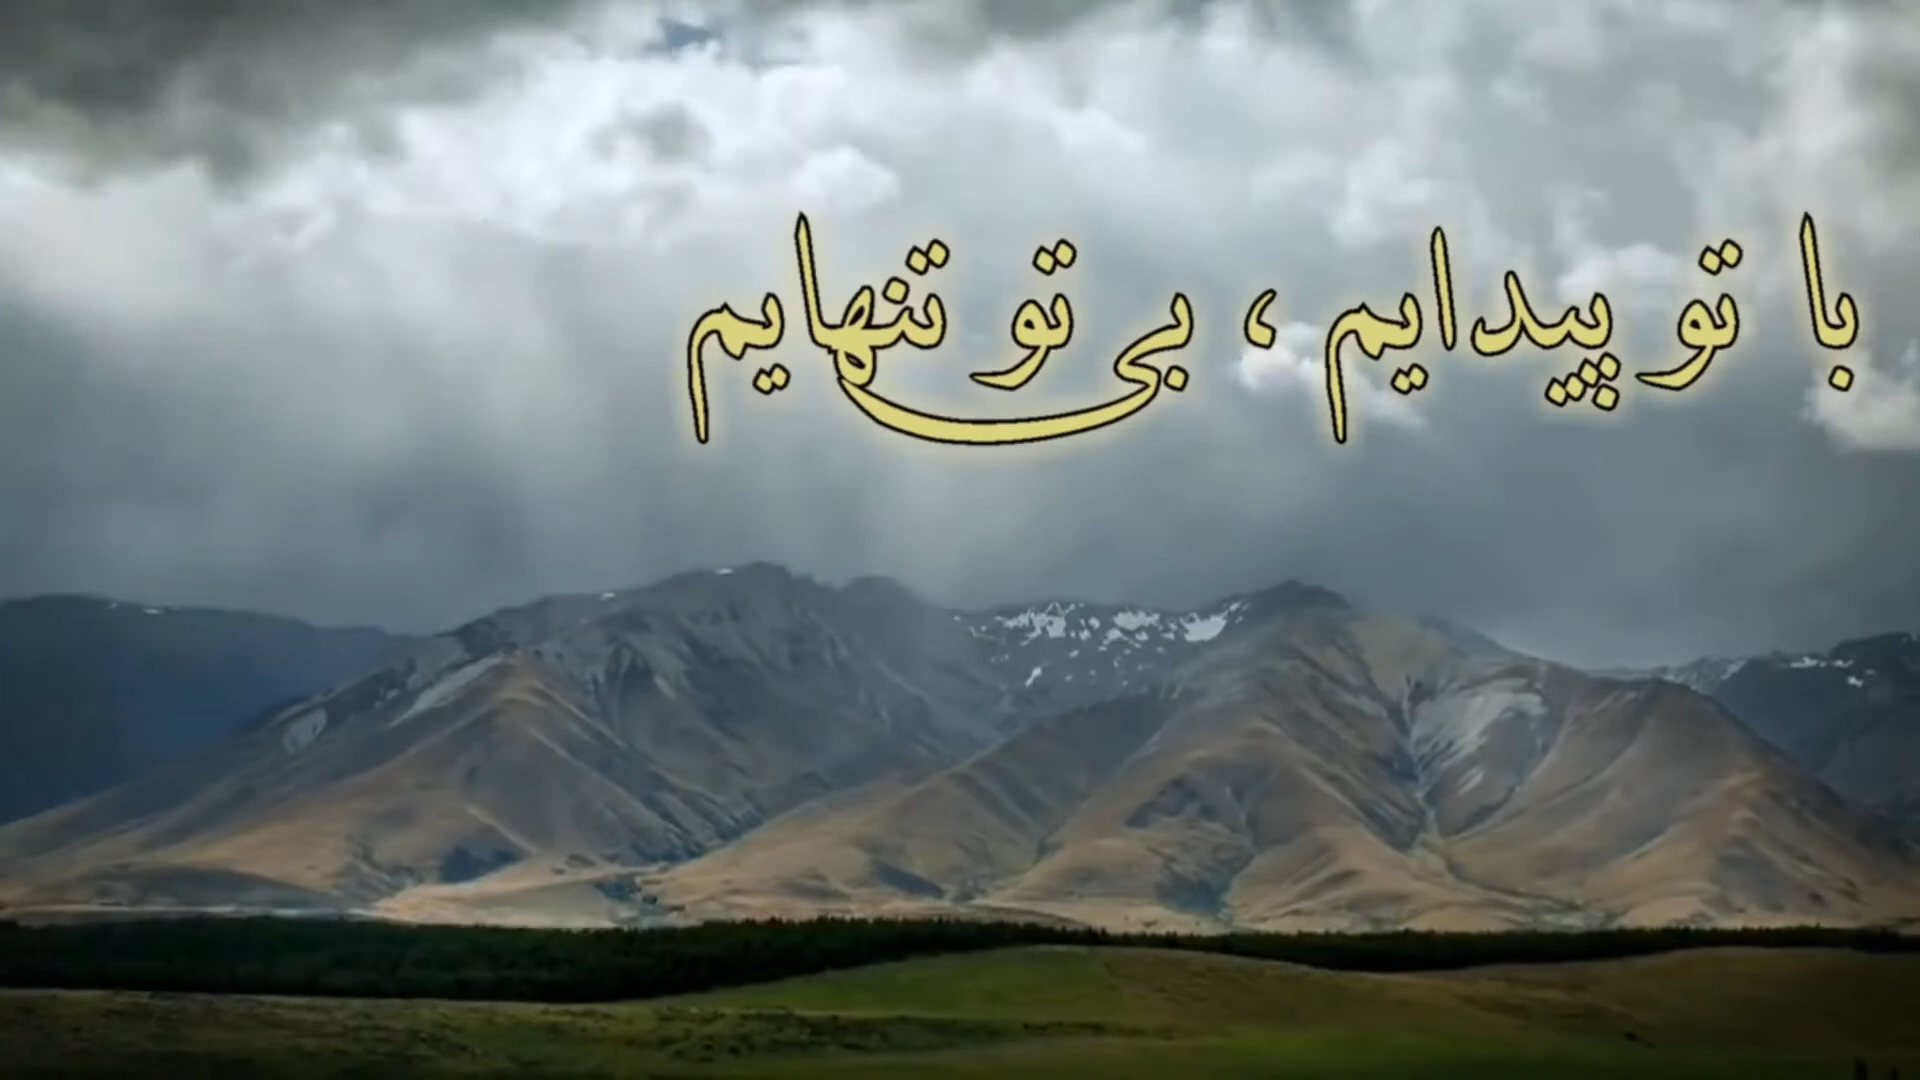 با تو پیدایم ، بی تو تنهایم